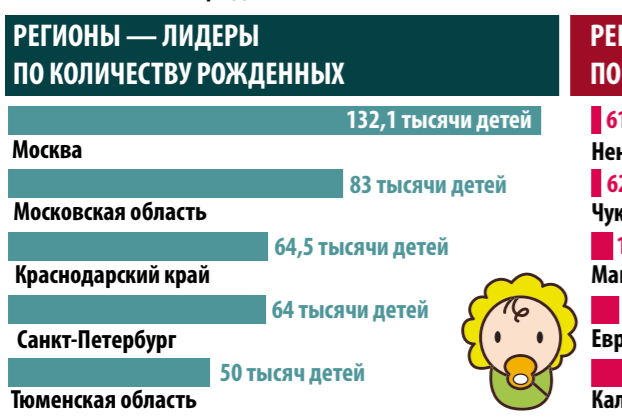 РЕГИОНЫ — ЛИДЕРЫ
ПО КОЛИЧЕСТВУ РОЖДЕННЫХ
132,1 тысячи детей
Москва
83 тысячи детей
Московская область
64,5 тысячи детей
Краснодарский край
64 тысячи детей
Санкт-Петербург
50 тысяч детей
Тюменская область
ПО